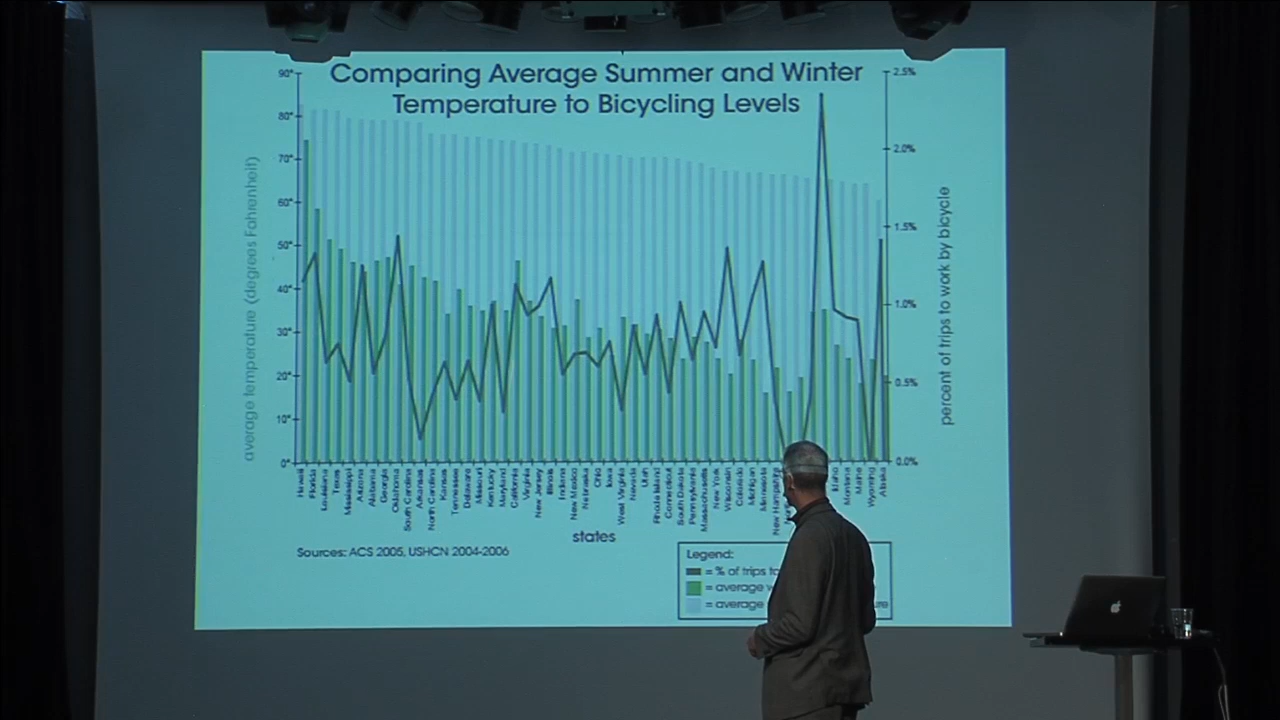 Comparing Average Summer and Winter
Temperature to Bicycling Levels
90°
80°
70°
60°
50°
40°
30°
20°
10°
0°
average temperature (degrees Fahrenheit)
2.5%
2.0%
1.5%
1.0%
0.5%
0.0%
percent of trips to work by bicycle
Hawaii
Florida
Louisiana
Texas
Mississippi
Arizona
Alabama
Georgia
Oklahoma
South Carolina
Arkansas
North Carolina
Kansas
Tennessee
Delaware
Missouri
Kentucky
Maryland
California
Virginia
New Jersey
Illinois
Indiana
New Mexico
Nebraska
Ohio
Iowa
West Virginia
Nevada
Utah
Rhode Island
Connecticut
South Dakota
Pennsylvania
Massachusetts
New York
Wisconsin
Colorado
Michigan
Minnesota
New Hampshi
Idaho
Montana
Maine
Wyoming
Alaska
states
Sources: ACS 2005, USHCN 2004-2006
Legend:
= % of trips to
= average w
= average ure